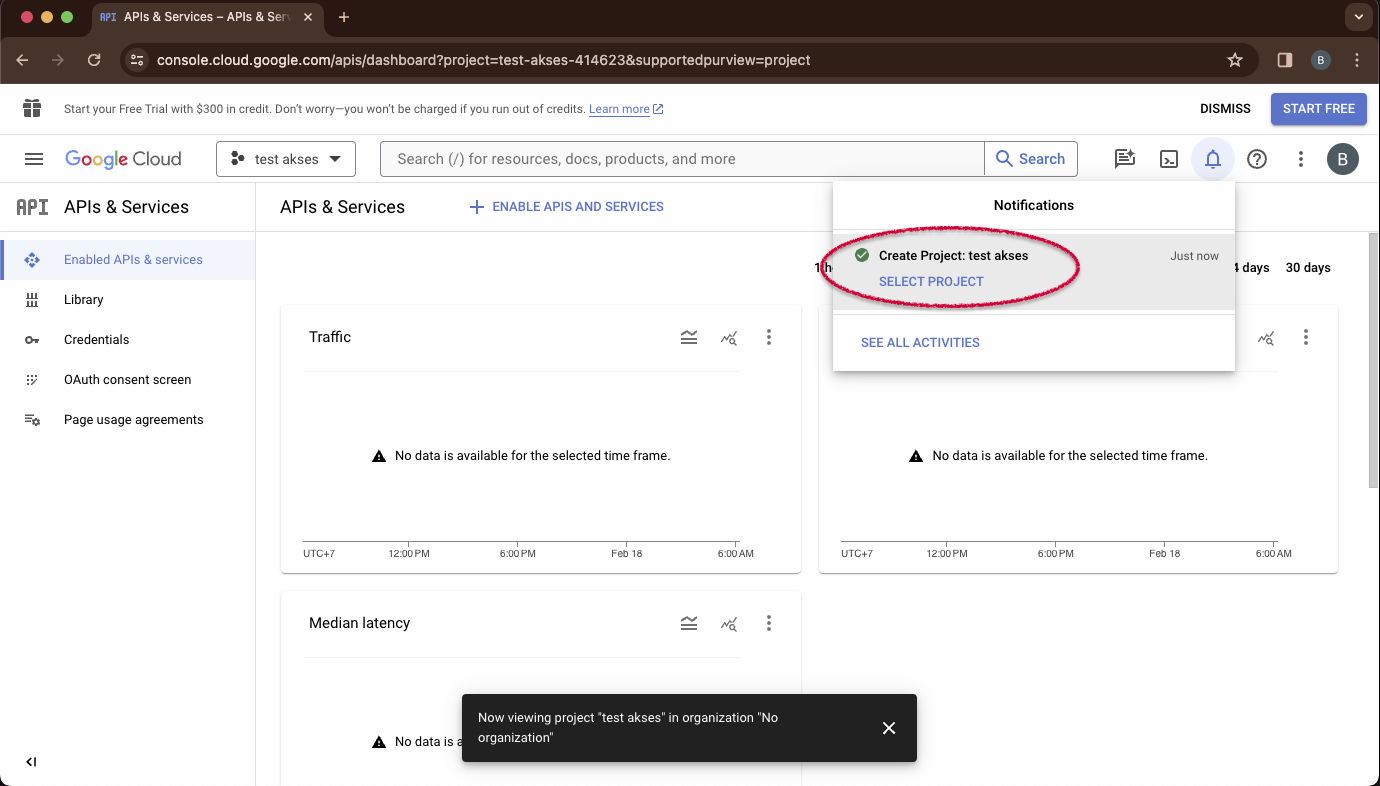 API APIs & Services – APIs & Ser
console.cloud.google.com/apis/dashboard?project=test-akses-414623&supportedpurview=project
B
Start your Free Trial with $300 in credit. Don’t worry—you won’t be charged if you run out of credits. Learn more
DISMISS
START FREE
Google Cloud
test akses
Search (/) for resources, docs, products, and more
Search
B
API APIs & Services
Enabled APIs & services
Library
Credentials
OAuth consent screen
Page usage agreements
APIs & Services
ENABLE APIS AND SERVICES
Notifications
Create Project: test akses
Just now
SELECT PROJECT
SEE ALL ACTIVITIES
4 days
30 days
Traffic
No data is available for the selected time frame.
UTC+7 12:00 PM 6:00 PM Feb 18 6:00 AM
No data is available for the selected time frame.
UTC+7 12:00 PM 6:00 PM Feb 18 6:00 AM
Median latency
No data is a
Now viewing project "test akses" in organization "No
organization"